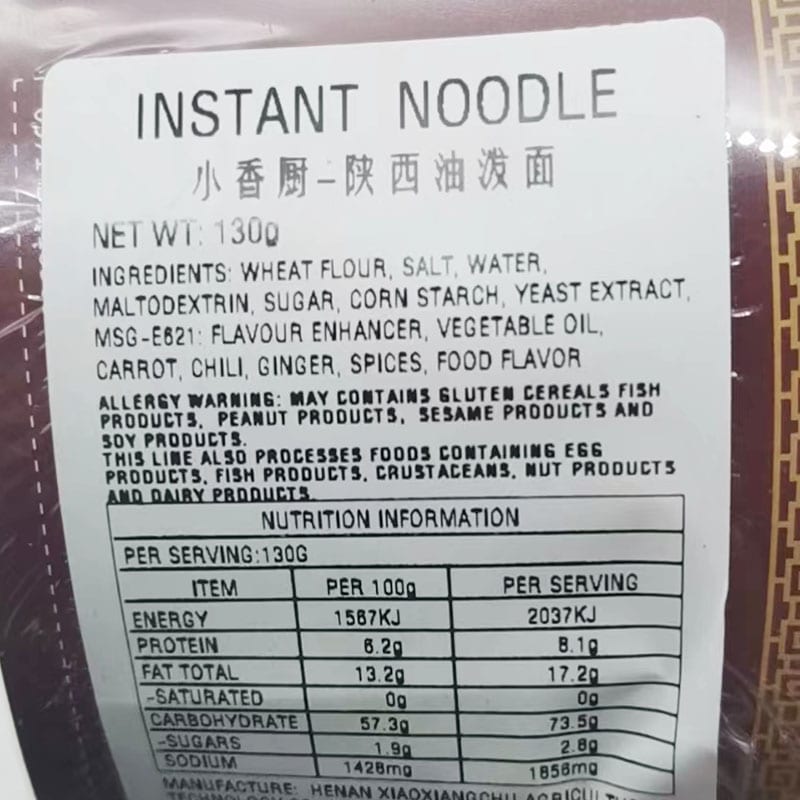 INSTANT NOODLE
小香厨-陕西油泼面
NET WT: 130g
INGREDIENTS: WHEAT FLOUR, SALT, WATER,
MALTODEXTRIN, SUGAR, CORN STARCH, YEAST EXTRACT,
MSG-E621: FLAVOUR ENHANCER, VEGETABLE OIL,
CARROT, CHILI, GINGER, SPICES, FOOD FLAVOR
ALLERGY WARNING: MAY CONTAINS GLUTEN CEREALS FISH
PRODUCTS, PEANUT PRODUCTS, SESAME PRODUCTS AND
SOY PRODUCTS.
THIS LINE ALSO PROCESSES FOODS CONTAINING EGG
PRODUCTS, FISH PRODUCTS, CRUSTACEANS, NUT PRODUCTS
AND DAIRY PRODUCTS
NUTRITION INFORMATION
PER SERVING:130G
ITEM PER 100g PER SERVING
ENERGY 1567KJ 2037KJ
PROTEIN 6.2g 8.1g
FAT TOTAL 13.2g 17.2g
-SATURATED 0g 0g
CARBOHYDRATE 57.3g 73.5g
-SUGARS 1.9g 2.8g
SODIUM 1428mg 1856mg
MANUFACTURE: HENAN XIAOXIANGCHU